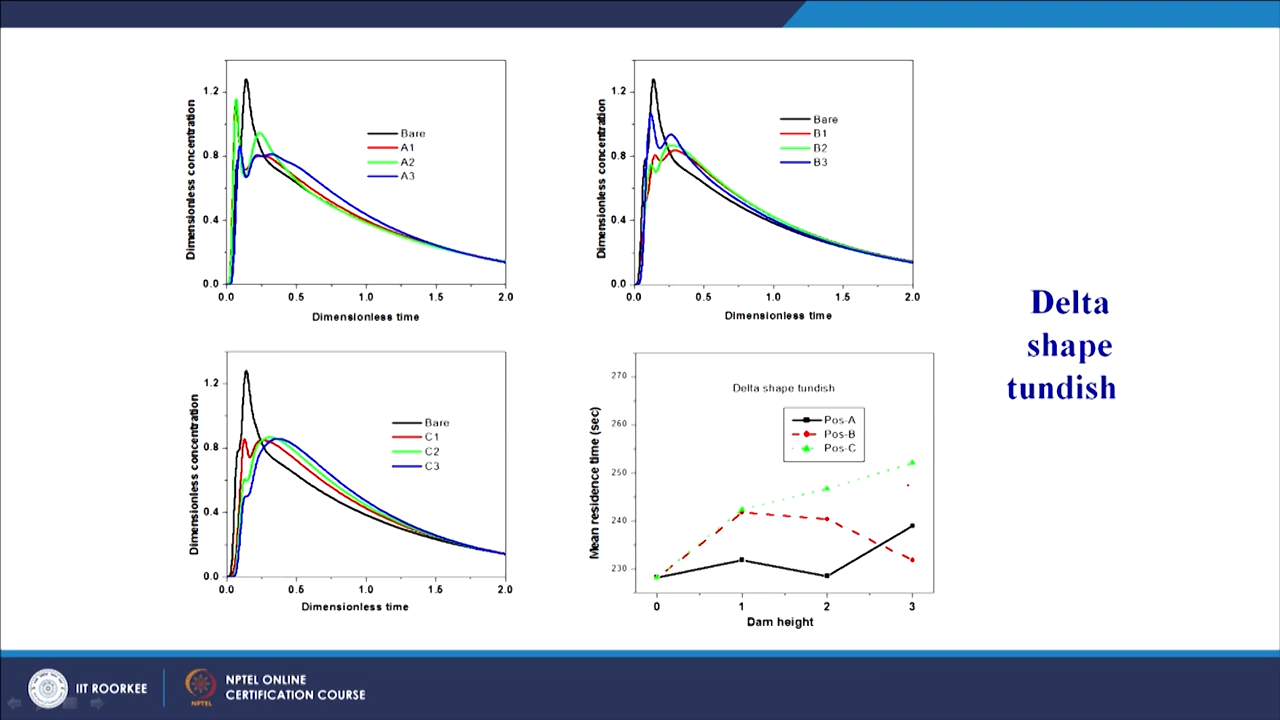 Dimensionless concentration
1.2
0.8
0.4
0.0
0.0 0.5 1.0 1.5 2.0
Dimensionless time
Bare
A1
A2
A3
Dimensionless concentration
1.2
0.8
0.4
0.0
0.0 0.5 1.0 1.5 2.0
Dimensionless time
Bare
B1
B2
B3
Dimensionless concentration
1.2
0.8
0.4
0.0
0.0 0.5 1.0 1.5 2.0
Dimensionless time
Bare
C1
C2
C3
Mean residence time (sec)
270
260
250
240
230
0 1 2 3
Dam height
Delta shape tundish
Pos-A
Pos-B
Pos-C
Delta
shape
tundish
IIT ROORKEE
NPTEL
NPTEL ONLINE
CERTIFICATION COURSE